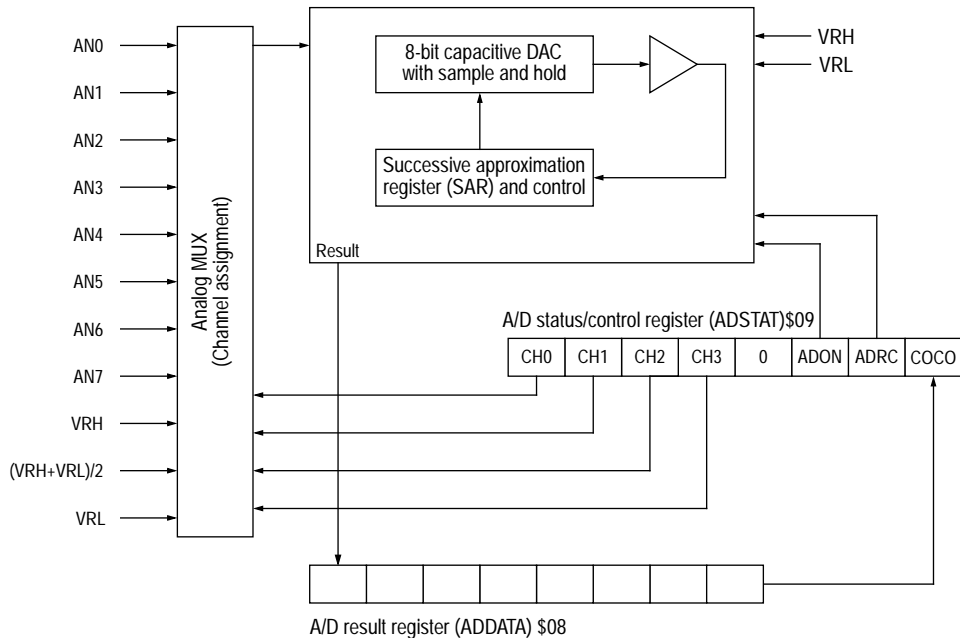 AN0
AN1
AN2
AN3
AN4
AN5
AN6
AN7
VRH
(VRH+VRL)/2
VRL
Analog MUX
(Channel assignment)
8-bit capacitive DAC
with sample and hold
Successive approximation
register (SAR) and control
Result
VRH
VRL
A/D status/control register (ADSTAT)$09
CH0 CH1 CH2 CH3 0 ADON ADRC COCO
A/D result register (ADDATA) $08